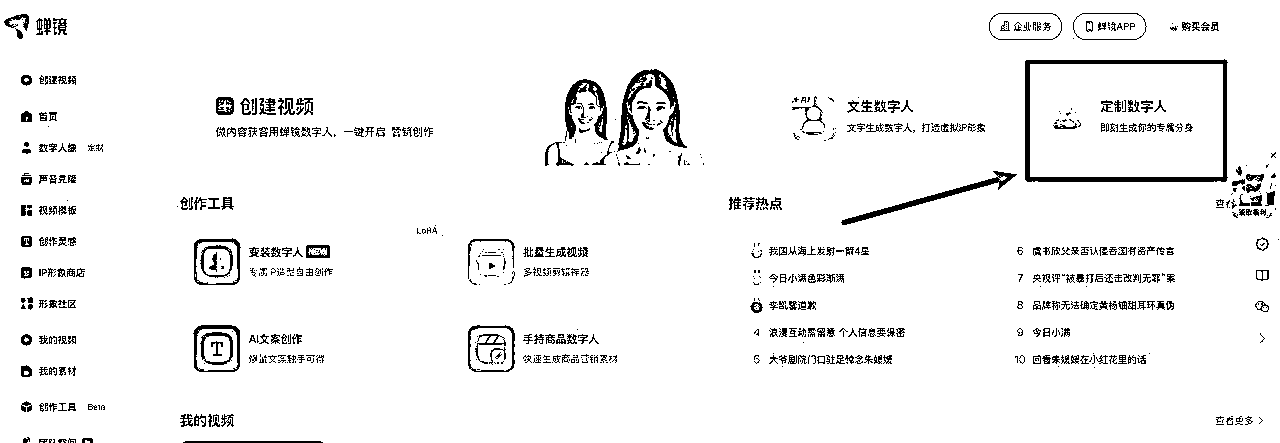 蝉镜
企业服务
蝉镜APP
购买会员
创建视频
首页
数字人像 定制
声音克隆
视频模板
创作灵感
IP形象商店
形象社区
我的视频
我的素材
创作工具 Beta
创建视频
做内容获客用蝉镜数字人，一键开启 营销创作
文生数字人
文字生成数字人，打造虚拟IP形象
定制数字人
即刻生成你的专属分身
创作工具
变装数字人 NEW
专属IP造型自由创作
批量生成视频
多视频剪辑神器
AI文案创作
爆量文案触手可得
手持商品数字人
快速生成商品营销素材
推荐热点
我国从海上发射一箭4星
今日小满色彩渐满
李凯馨道歉
4 浪漫互动需留意 个人信息要保密
5 大爷剧院门口驻足悼念朱媛媛
6 虞书欣父亲否认侵吞国有资产传言
7 央视评“被暴打后还击改判无罪”案
8 品牌称无法确定黄杨钿甜耳环真伪
9 今日小满
10 回看朱媛媛在小红花里的话
我的视频
查看更多